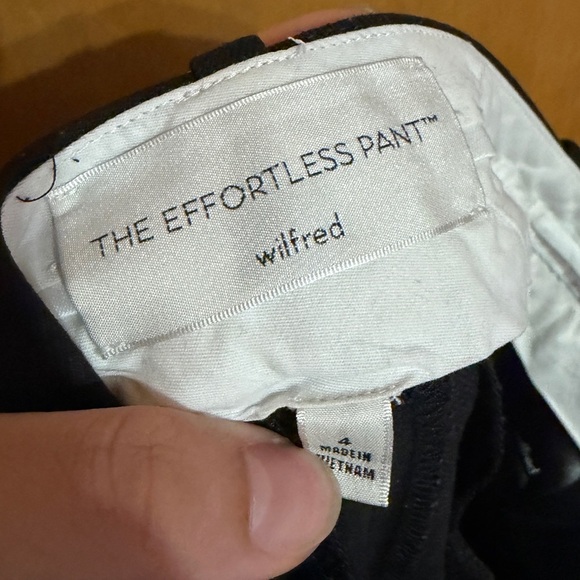 THE EFFORTLESS PANT™
wilfred
4
MADE IN
VIETNAM